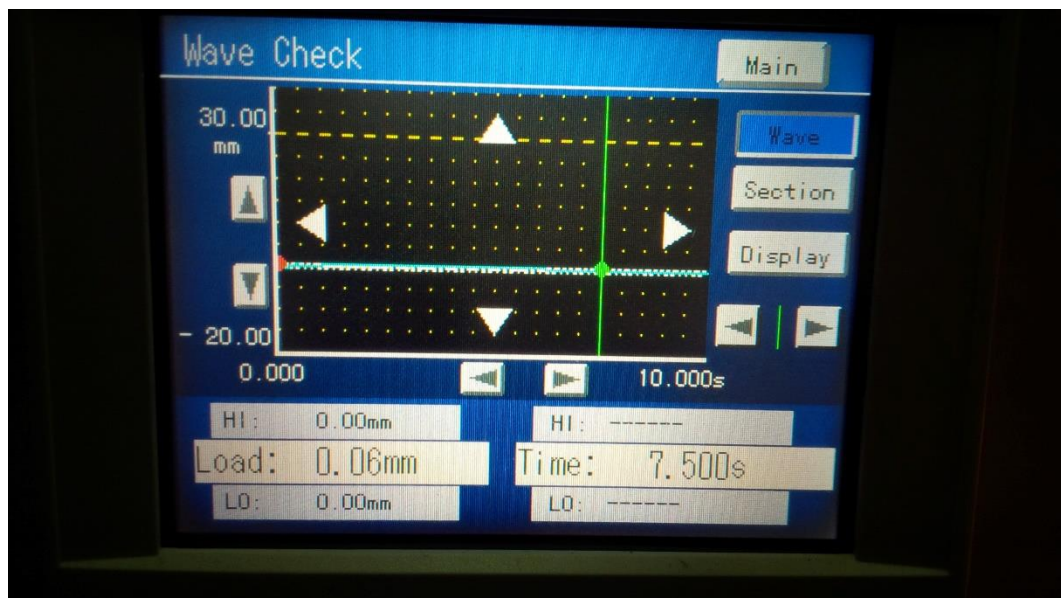 Wave Check
Main
30.00
mm
Wave
Section
Display
- 20.00
0.000
10.000s
HI: 0.00mm
HI: ------
Load: 0.06mm
Time: 7.500s
LO: 0.00mm
LO: ------